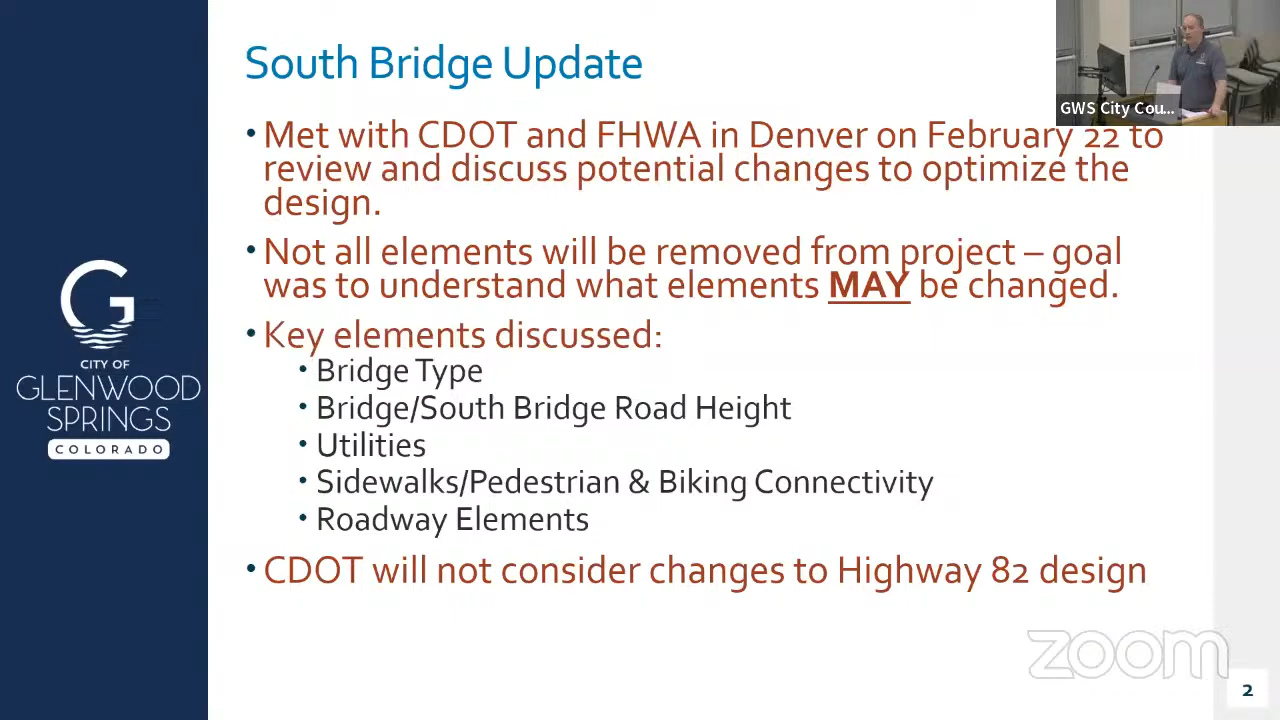 South Bridge Update
GWS City Cou...
• Met with CDOT and FHWA in Denver on February 22 to
review and discuss potential changes to optimize the
design.
• Not all elements will be removed from project – goal
was to understand what elements MAY be changed.
• Key elements discussed:
• Bridge Type
• Bridge/South Bridge Road Height
• Utilities
• Sidewalks/Pedestrian & Biking Connectivity
• Roadway Elements
• CDOT will not consider changes to Highway 82 design
G
CITY OF
GLENWOOD
SPRINGS
COLORADO
zoom
2